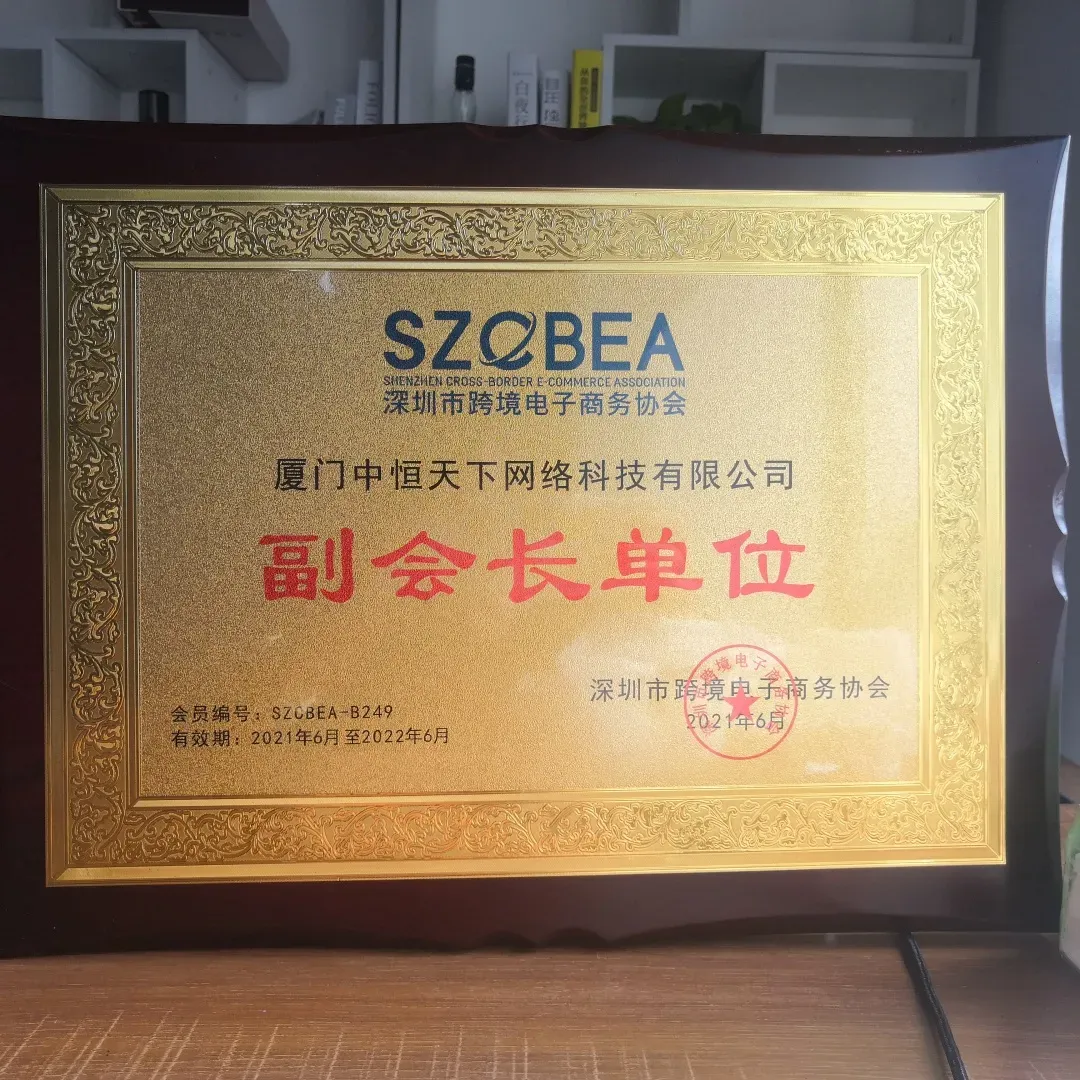 白夜行
SZCBEA
SHENZHEN CROSS-BORDER E-COMMERCE ASSOCIATION
深圳市跨境电子商务协会
厦门中恒天下网络科技有限公司
副会长单位
深圳市跨境电子商务协会
2021年6月
会员编号：SZCBEA-B249
有效期：2021年6月至2022年6月